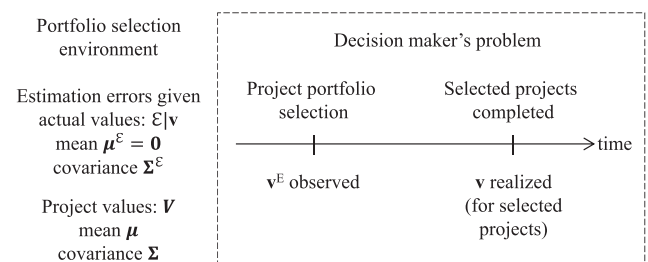 Portfolio selection
environment
Estimation errors given
actual values: ℰ|𝐯
mean 𝛍^ℰ = 𝟎
covariance 𝚺^ℰ
Project values: 𝑽
mean 𝝁
covariance 𝚺
Decision maker's problem
Project portfolio
selection
Selected projects
completed
time
𝐯^E observed
𝐯 realized
(for selected
projects)